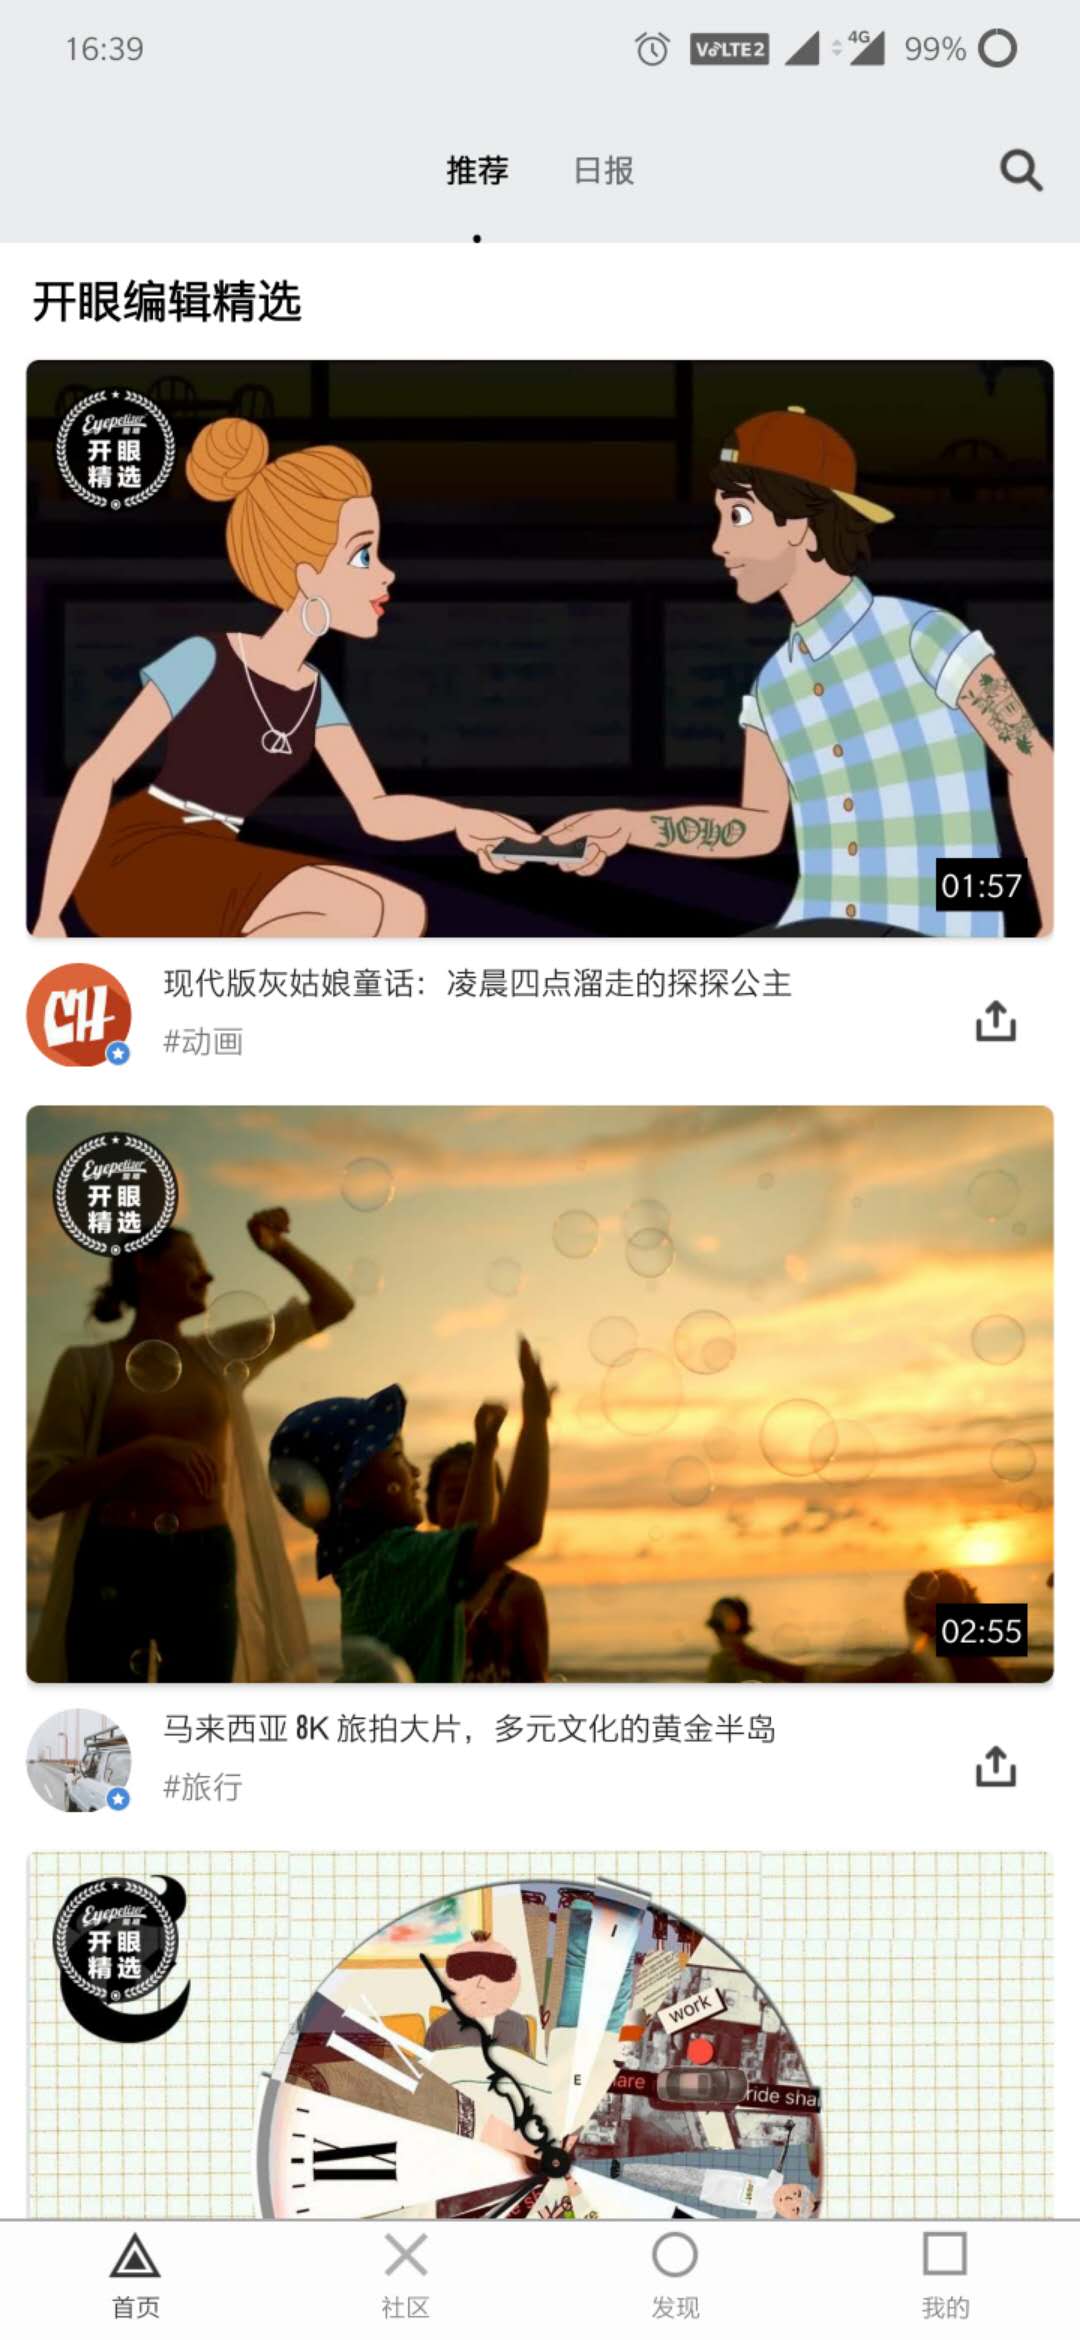 16:39
VoLTE2
4G
99%
推荐
日报
开眼编辑精选
Eyepetizer
开眼
精选
JOHO
01:57
CH
现代版灰姑娘童话：凌晨四点溜走的探探公主
#动画
Eyepetizer
开眼
精选
02:55
马来西亚 8K 旅拍大片，多元文化的黄金半岛
#旅行
Eyepetizer
开眼
精选
I
work
E
are
ride sha
首页
社区
发现
我的